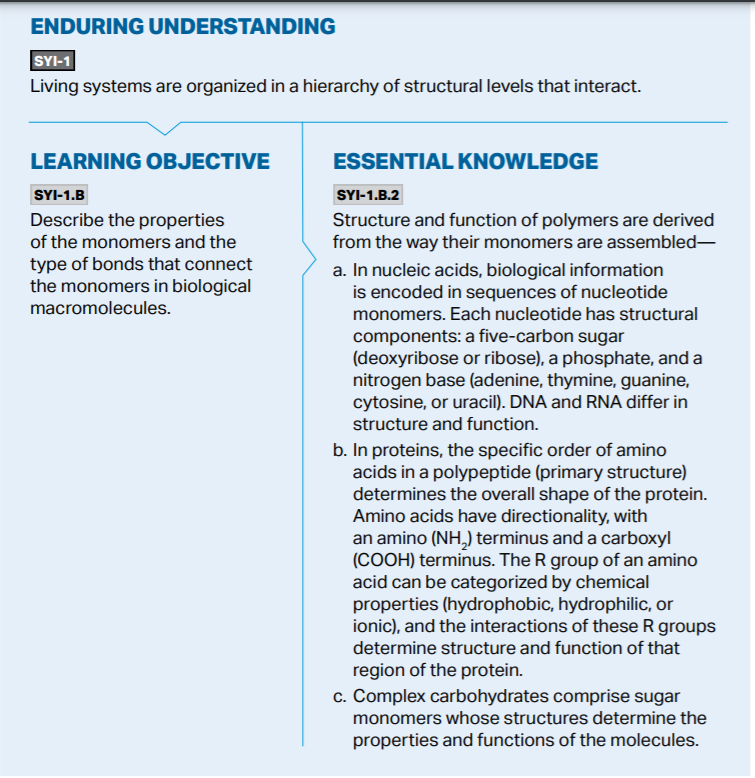 ENDURING UNDERSTANDING
SYI-1
Living systems are organized in a hierarchy of structural levels that interact.
LEARNING OBJECTIVE
SYI-1.B
Describe the properties
of the monomers and the
type of bonds that connect
the monomers in biological
macromolecules.
ESSENTIAL KNOWLEDGE
SYI-1.B.2
Structure and function of polymers are derived
from the way their monomers are assembled—
a. In nucleic acids, biological information
is encoded in sequences of nucleotide
monomers. Each nucleotide has structural
components: a five-carbon sugar
(deoxyribose or ribose), a phosphate, and a
nitrogen base (adenine, thymine, guanine,
cytosine, or uracil). DNA and RNA differ in
structure and function.
b. In proteins, the specific order of amino
acids in a polypeptide (primary structure)
determines the overall shape of the protein.
Amino acids have directionality, with
an amino (NH₂) terminus and a carboxyl
(COOH) terminus. The R group of an amino
acid can be categorized by chemical
properties (hydrophobic, hydrophilic, or
ionic), and the interactions of these R groups
determine structure and function of that
region of the protein.
c. Complex carbohydrates comprise sugar
monomers whose structures determine the
properties and functions of the molecules.